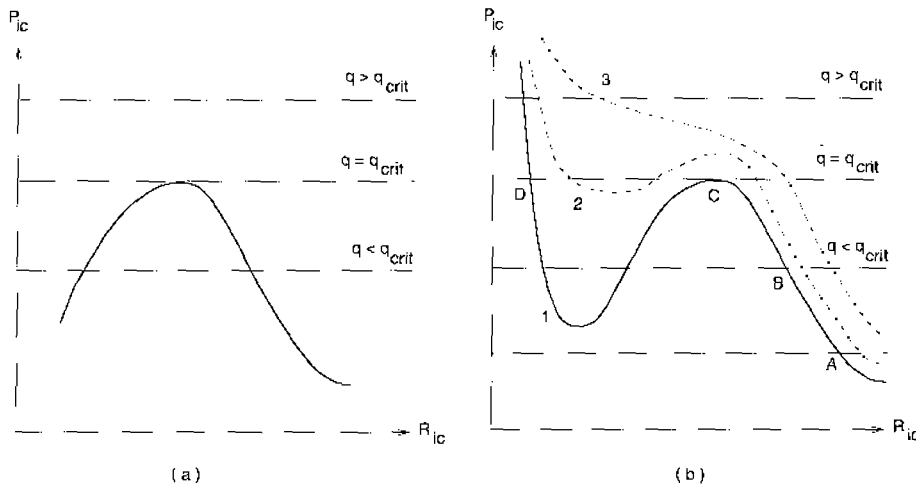 P_ic
q > q_crit
q = q_crit
q < q_crit
R_ic
(a)
P_ic
3
q > q_crit
q = q_crit
D
2
C
q < q_crit
B
1
A
R_ic
(b)